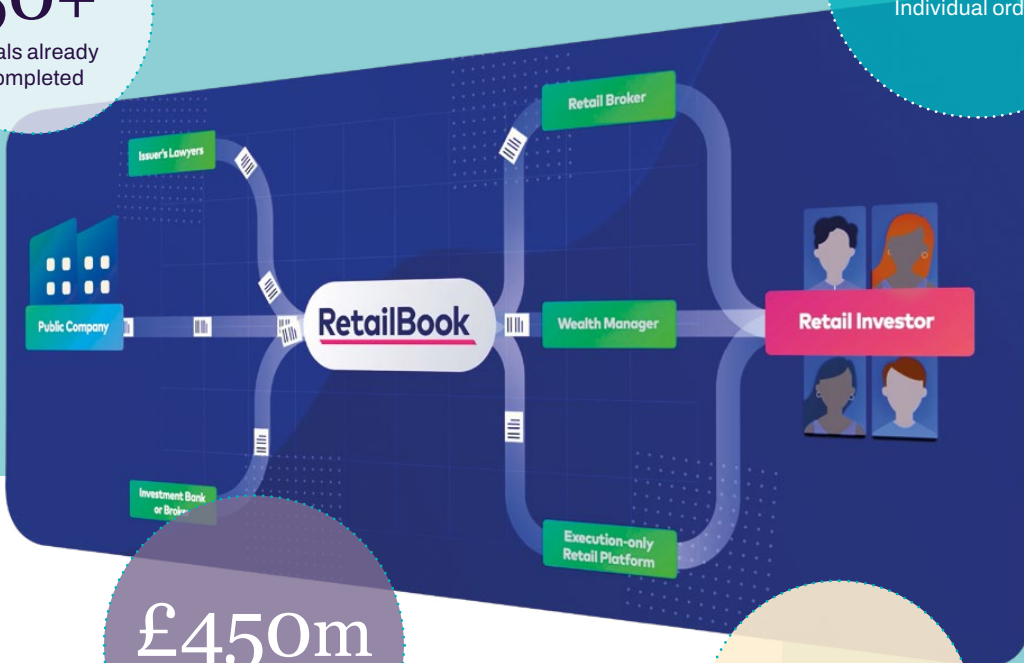 als already
ompleted
Individual ord
Retail Broker
Issuer's Lawyers
Public Company
RetailBook
Wealth Manager
Retail Investor
Investment Bank
or
Execution-only
Retail Platform
£450m